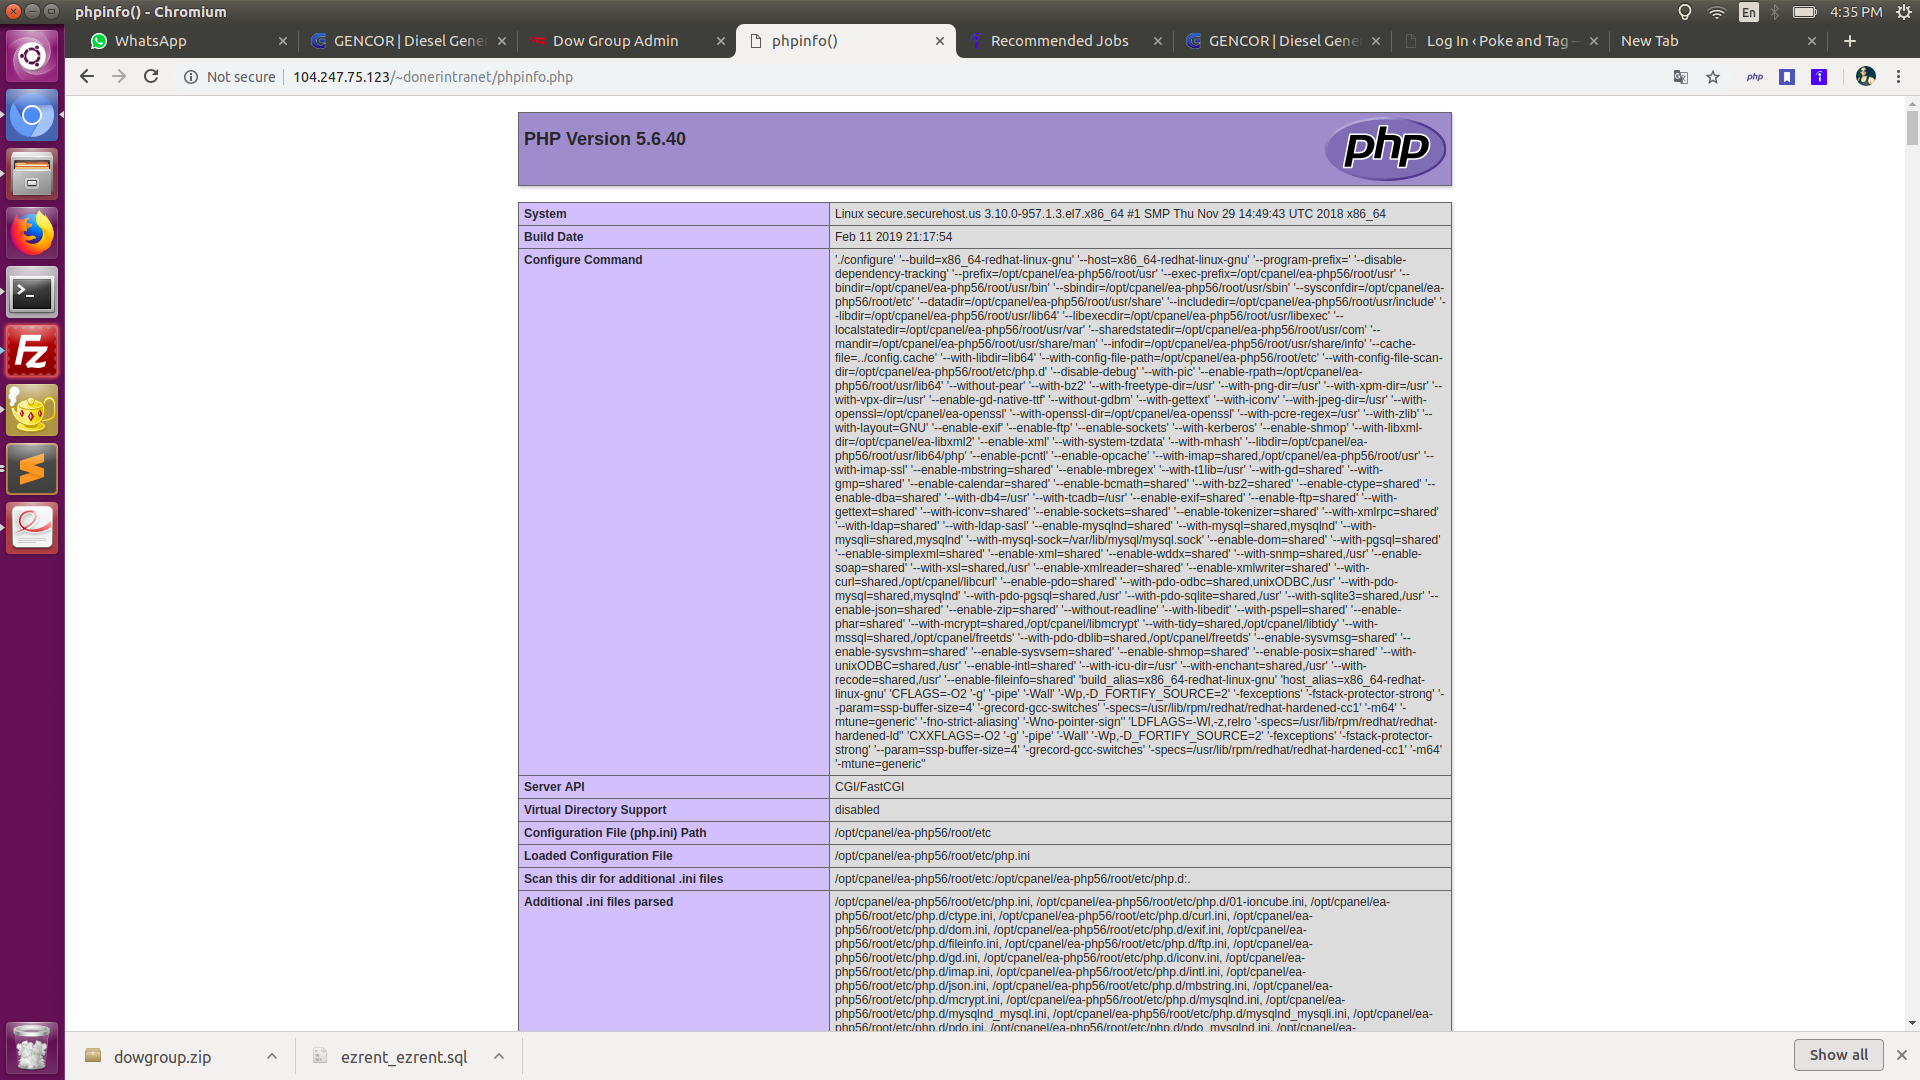 phpinfo() - Chromium
En
4:35 PM
WhatsApp
GENCOR | Diesel Gene
Dow Group Admin
phpinfo()
Recommended Jobs
GENCOR | Diesel Gene
Log In ‹ Poke and Tag —
New Tab
Not secure
104.247.75.123/~donerintranet/phpinfo.php
php
PHP Version 5.6.40
php
System
Linux secure.securehost.us 3.10.0-957.1.3.el7.x86_64 #1 SMP Thu Nov 29 14:49:43 UTC 2018 x86_64
Build Date
Feb 11 2019 21:17:54
Configure Command
'./configure' '--build=x86_64-redhat-linux-gnu' '--host=x86_64-redhat-linux-gnu' '--program-prefix=' '--disable-
dependency-tracking' '--prefix=/opt/cpanel/ea-php56/root/usr' '--exec-prefix=/opt/cpanel/ea-php56/root/usr' '--
bindir=/opt/cpanel/ea-php56/root/usr/bin' '--sbindir=/opt/cpanel/ea-php56/root/usr/sbin' '--sysconfdir=/opt/cpanel/ea-
php56/root/etc' '--datadir=/opt/cpanel/ea-php56/root/usr/share' '--includedir=/opt/cpanel/ea-php56/root/usr/include' '-
-libdir=/opt/cpanel/ea-php56/root/usr/lib64' '--libexecdir=/opt/cpanel/ea-php56/root/usr/libexec' '--
localstatedir=/opt/cpanel/ea-php56/root/usr/var' '--sharedstatedir=/opt/cpanel/ea-php56/root/usr/com' '--
mandir=/opt/cpanel/ea-php56/root/usr/share/man' '--infodir=/opt/cpanel/ea-php56/root/usr/share/info' '--cache-
file=../config.cache' '--with-libdir=lib64' '--with-config-file-path=/opt/cpanel/ea-php56/root/etc' '--with-config-file-scan-
dir=/opt/cpanel/ea-php56/root/etc/php.d' '--disable-debug' '--with-pic' '--enable-rpath=/opt/cpanel/ea-
php56/root/usr/lib64' '--without-pear' '--with-bz2' '--with-freetype-dir=/usr' '--with-png-dir=/usr' '--with-xpm-dir=/usr' '--
with-vpx-dir=/usr' '--enable-gd-native-ttf' '--without-gdbm' '--with-gettext' '--with-iconv' '--with-jpeg-dir=/usr' '--with-
openssl=/opt/cpanel/ea-openssl' '--with-openssl-dir=/opt/cpanel/ea-openssl' '--with-pcre-regex=/usr' '--with-zlib' '--
with-layout=GNU' '--enable-exif' '--enable-ftp' '--enable-sockets' '--with-kerberos' '--enable-shmop' '--with-libxml-
dir=/opt/cpanel/ea-libxml2' '--enable-xml' '--with-system-tzdata' '--with-mhash' '--libdir=/opt/cpanel/ea-
php56/root/usr/lib64/php' '--enable-pcntl' '--enable-opcache' '--with-imap=shared,/opt/cpanel/ea-php56/root/usr' '--
with-imap-ssl' '--enable-mbstring=shared' '--enable-mbregex' '--with-t1lib=/usr' '--with-gd=shared' '--with-
gmp=shared' '--enable-calendar=shared' '--enable-bcmath=shared' '--with-bz2=shared' '--enable-ctype=shared' '--
enable-dba=shared' '--with-db4=/usr' '--with-tcadb=/usr' '--enable-exif=shared' '--enable-ftp=shared' '--with-
gettext=shared' '--with-iconv=shared' '--enable-sockets=shared' '--enable-tokenizer=shared' '--with-xmlrpc=shared'
'--with-ldap=shared' '--with-ldap-sasl' '--enable-mysqlnd=shared' '--with-mysql=shared,mysqlnd' '--with-
mysqli=shared,mysqlnd' '--with-mysql-sock=/var/lib/mysql/mysql.sock' '--enable-dom=shared' '--with-pgsql=shared'
'--enable-simplexml=shared' '--enable-xml=shared' '--enable-wddx=shared' '--with-snmp=shared,/usr' '--enable-
soap=shared' '--with-xsl=shared,/usr' '--enable-xmlreader=shared' '--enable-xmlwriter=shared' '--with-
curl=shared,/opt/cpanel/libcurl' '--enable-pdo=shared' '--with-pdo-odbc=shared,unixODBC,/usr' '--with-pdo-
mysql=shared,mysqlnd' '--with-pdo-pgsql=shared,/usr' '--with-pdo-sqlite=shared,/usr' '--with-sqlite3=shared,/usr' '--
enable-json=shared' '--enable-zip=shared' '--without-readline' '--with-libedit' '--with-pspell=shared' '--enable-
phar=shared' '--with-mcrypt=shared,/opt/cpanel/libmcrypt' '--with-tidy=shared,/opt/cpanel/libtidy' '--with-
mssql=shared,/opt/cpanel/freetds' '--with-pdo-dblib=shared,/opt/cpanel/freetds' '--enable-sysvmsg=shared' '--
enable-sysvshm=shared' '--enable-sysvsem=shared' '--enable-shmop=shared' '--enable-posix=shared' '--with-
unixODBC=shared,/usr' '--enable-intl=shared' '--with-icu-dir=/usr' '--with-enchant=shared,/usr' '--with-
recode=shared,/usr' '--enable-fileinfo=shared' 'build_alias=x86_64-redhat-linux-gnu' 'host_alias=x86_64-redhat-
linux-gnu' 'CFLAGS=-O2 '-g' '-pipe' '-Wall' '-Wp,-D_FORTIFY_SOURCE=2' '-fexceptions' '-fstack-protector-strong' '-
-param=ssp-buffer-size=4' '-grecord-gcc-switches' '-specs=/usr/lib/rpm/redhat/redhat-hardened-cc1' '-m64' '-
mtune=generic' '-fno-strict-aliasing' '-Wno-pointer-sign'' 'LDFLAGS=-Wl,-z,relro '-specs=/usr/lib/rpm/redhat/redhat-
hardened-ld'' 'CXXFLAGS=-O2 '-g' '-pipe' '-Wall' '-Wp,-D_FORTIFY_SOURCE=2' '-fexceptions' '-fstack-protector-
strong' '--param=ssp-buffer-size=4' '-grecord-gcc-switches' '-specs=/usr/lib/rpm/redhat/redhat-hardened-cc1' '-m64'
'-mtune=generic''
Server API
CGI/FastCGI
Virtual Directory Support
disabled
Configuration File (php.ini) Path
/opt/cpanel/ea-php56/root/etc
Loaded Configuration File
/opt/cpanel/ea-php56/root/etc/php.ini
Scan this dir for additional .ini files
/opt/cpanel/ea-php56/root/etc:/opt/cpanel/ea-php56/root/etc/php.d:.
Additional .ini files parsed
/opt/cpanel/ea-php56/root/etc/php.ini, /opt/cpanel/ea-php56/root/etc/php.d/01-ioncube.ini, /opt/cpanel/ea-
php56/root/etc/php.d/ctype.ini, /opt/cpanel/ea-php56/root/etc/php.d/curl.ini, /opt/cpanel/ea-
php56/root/etc/php.d/dom.ini, /opt/cpanel/ea-php56/root/etc/php.d/exif.ini, /opt/cpanel/ea-
php56/root/etc/php.d/fileinfo.ini, /opt/cpanel/ea-php56/root/etc/php.d/ftp.ini, /opt/cpanel/ea-
php56/root/etc/php.d/gd.ini, /opt/cpanel/ea-php56/root/etc/php.d/iconv.ini, /opt/cpanel/ea-
php56/root/etc/php.d/imap.ini, /opt/cpanel/ea-php56/root/etc/php.d/intl.ini, /opt/cpanel/ea-
php56/root/etc/php.d/json.ini, /opt/cpanel/ea-php56/root/etc/php.d/mbstring.ini, /opt/cpanel/ea-
php56/root/etc/php.d/mcrypt.ini, /opt/cpanel/ea-php56/root/etc/php.d/mysqlnd.ini, /opt/cpanel/ea-
php56/root/etc/php.d/mysqlnd_mysql.ini, /opt/cpanel/ea-php56/root/etc/php.d/mysqlnd_mysqli.ini, /opt/cpanel/ea-
php56/root/etc/php.d/pdo.ini, /opt/cpanel/ea-php56/root/etc/php.d/pdo_mysqlnd.ini, /opt/cpanel/ea-
dowgroup.zip
ezrent_ezrent.sql
Show all